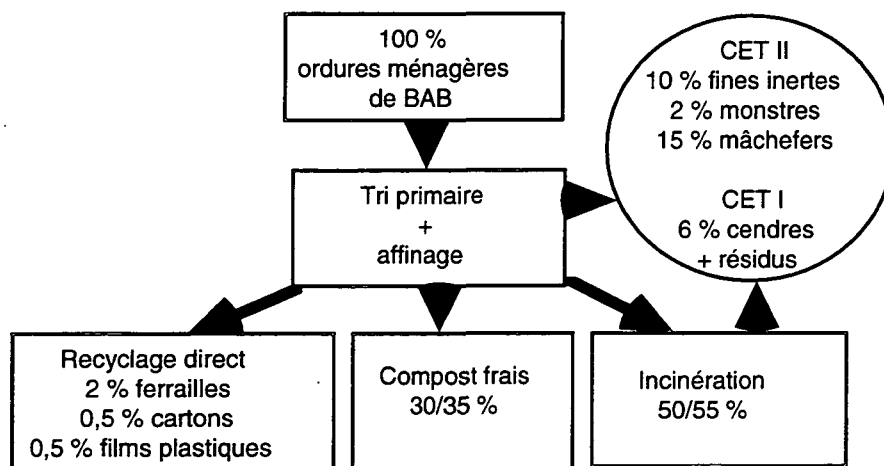 100 %
ordures ménagères
de BAB
CET II
10 % fines inertes
2 % monstres
15 % mâchefers
CET I
6 % cendres
+ résidus
Tri primaire
+
affinage
Recyclage direct
2 % ferrailles
0,5 % cartons
0,5 % films plastiques
Compost frais
30/35 %
Incinération
50/55 %